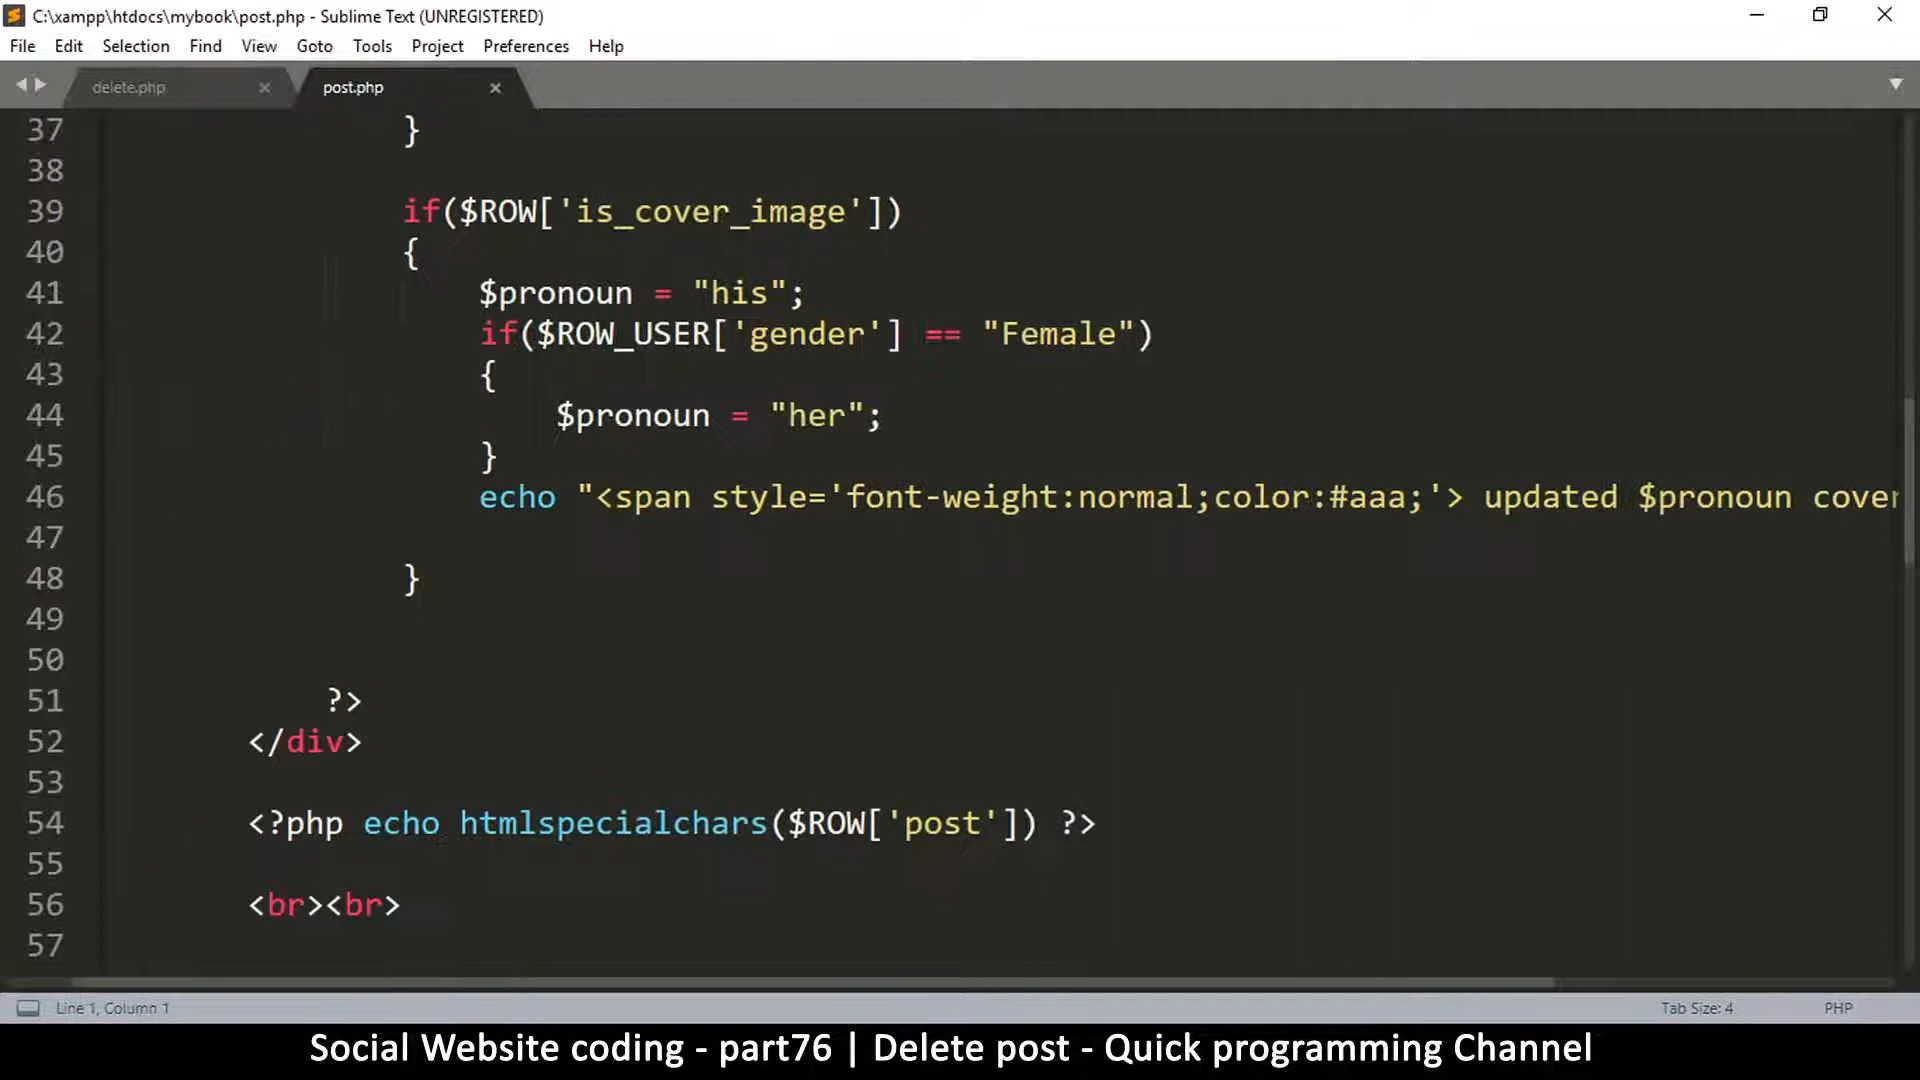 C:\xampp\htdocs\mybook\post.php - Sublime Text (UNREGISTERED)
File Edit Selection Find View Goto Tools Project Preferences Help
delete.php post.php
37 }
38
39 if($ROW['is_cover_image'])
40 {
41 $pronoun = "his";
42 if($ROW_USER['gender'] == "Female")
43 {
44 $pronoun = "her";
45 }
46 echo "<span style='font-weight:normal;color:#aaa;'> updated $pronoun cover
47
48 }
49
50
51 ?>
52 </div>
53
54 <?php echo htmlspecialchars($ROW['post']) ?>
55
56 <br><br>
57
Line 1, Column 1 Tab Size: 4 PHP
Social Website coding - part76 | Delete post - Quick programming Channel